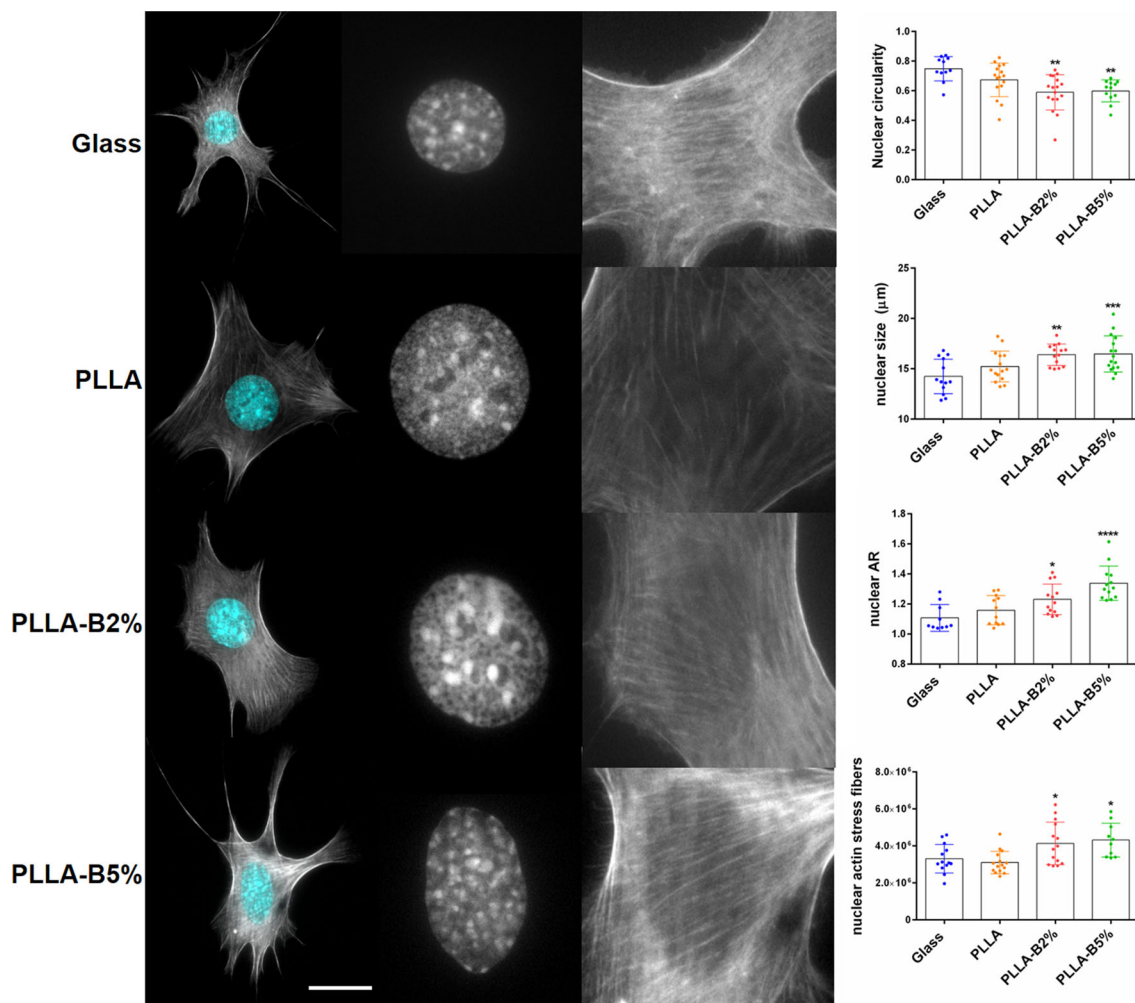 Glass
PLLA
PLLA-B2%
PLLA-B5%
Nuclear circularity
1.0
0.8
0.6
0.4
0.2
0.0
**
**
Glass
PLLA
PLLA-B2%
PLLA-B5%
nuclear size (μm)
25
20
15
10
**
***
Glass
PLLA
PLLA-B2%
PLLA-B5%
nuclear AR
1.8
1.6
1.4
1.2
1.0
0.8
*
****
Glass
PLLA
PLLA-B2%
PLLA-B5%
nuclear actin stress fibers
8.0×10⁶
6.0×10⁶
4.0×10⁶
2.0×10⁶
0
*
*
Glass
PLLA
PLLA-B2%
PLLA-B5%